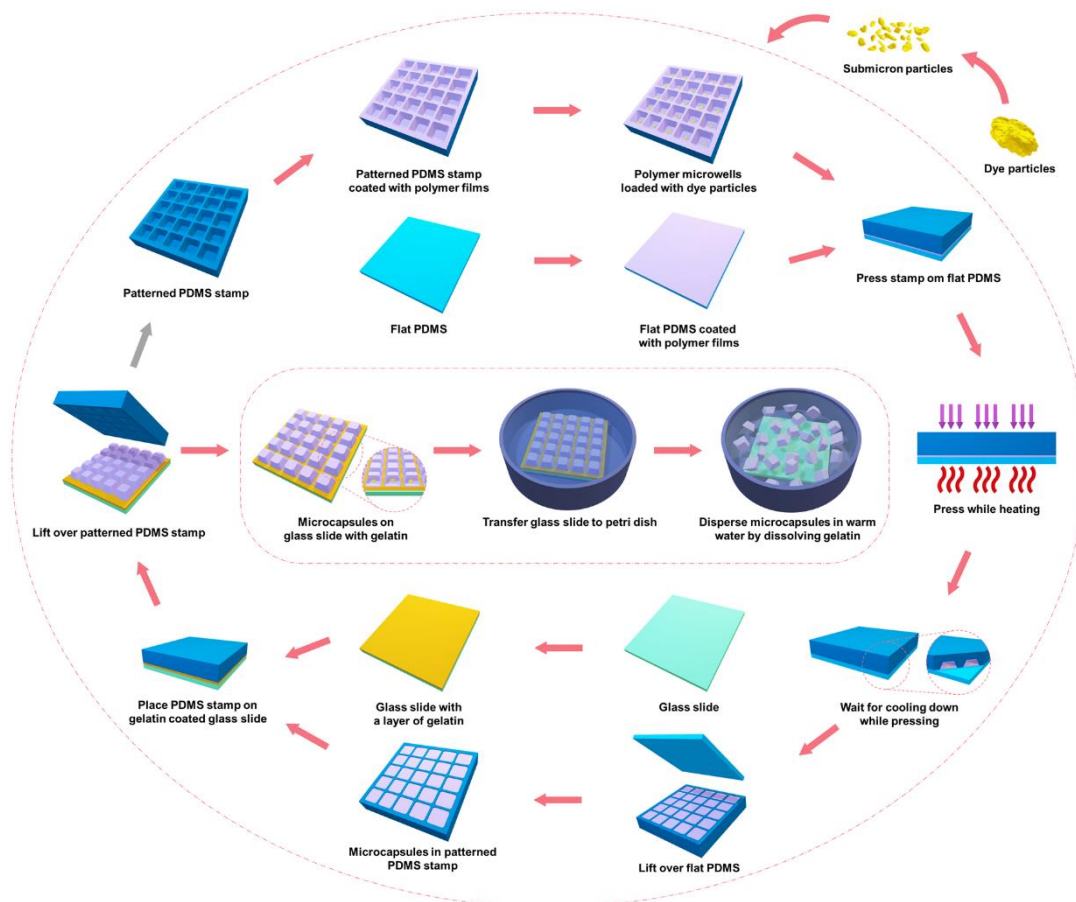 Submicron particles
Dye particles
Patterned PDMS stamp
coated with polymer films
Polymer microwells
loaded with dye particles
Patterned PDMS stamp
Flat PDMS
Flat PDMS coated
with polymer films
Press stamp om flat PDMS
Lift over patterned PDMS stamp
Microcapsules on
glass slide with gelatin
Transfer glass slide to petri dish
Disperse microcapsules in warm
water by dissolving gelatin
Press while heating
Place PDMS stamp on
gelatin coated glass slide
Glass slide with
a layer of gelatin
Glass slide
Wait for cooling down
while pressing
Microcapsules in patterned
PDMS stamp
Lift over flat PDMS